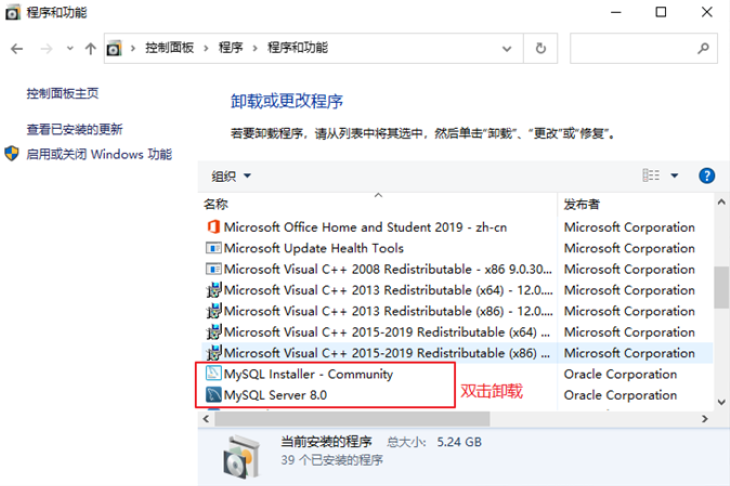 程序和功能
控制面板 › 程序 › 程序和功能
控制面板主页
查看已安装的更新
启用或关闭 Windows 功能
卸载或更改程序
若要卸载程序，请从列表中将其选中，然后单击“卸载”、“更改”或“修复”。
组织
名称 发布者
Microsoft Office Home and Student 2019 - zh-cn Microsoft Corporation
Microsoft Update Health Tools Microsoft Corporation
Microsoft Visual C++ 2008 Redistributable - x86 9.0.30... Microsoft Corporation
Microsoft Visual C++ 2013 Redistributable (x64) - 12.0.... Microsoft Corporation
Microsoft Visual C++ 2013 Redistributable (x86) - 12.0.... Microsoft Corporation
Microsoft Visual C++ 2015-2019 Redistributable (x64) ... Microsoft Corporation
Microsoft Visual C++ 2015-2019 Redistributable (x86) ... Microsoft Corporation
MySQL Installer - Community Oracle Corporation
MySQL Server 8.0 Oracle Corporation
双击卸载
当前安装的程序 总大小: 5.24 GB
39 个已安装的程序